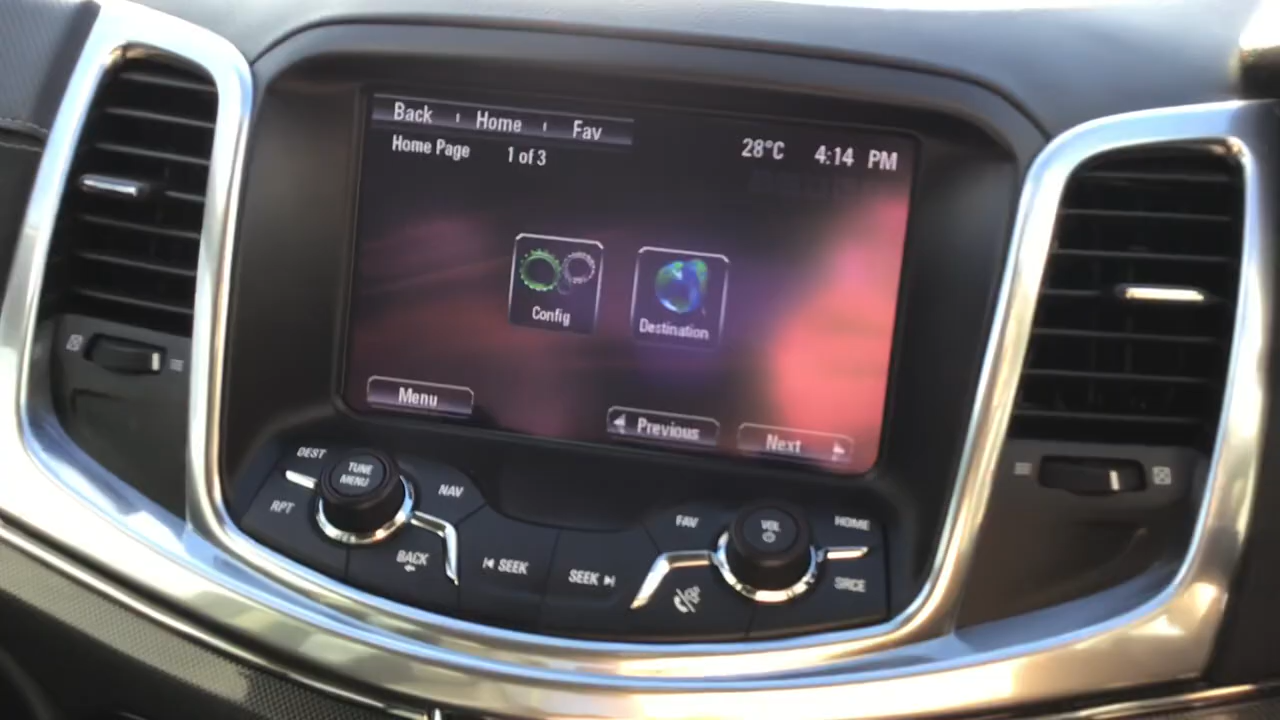 Back Home Fav
Home Page 1 of 3
28°C 4:14 PM
Config
Destination
Menu
Previous
Next
DEST
TUNE
MENU
NAV
RPT
BACK
SEEK
SEEK
FAV
VOL
HOME
SRCE